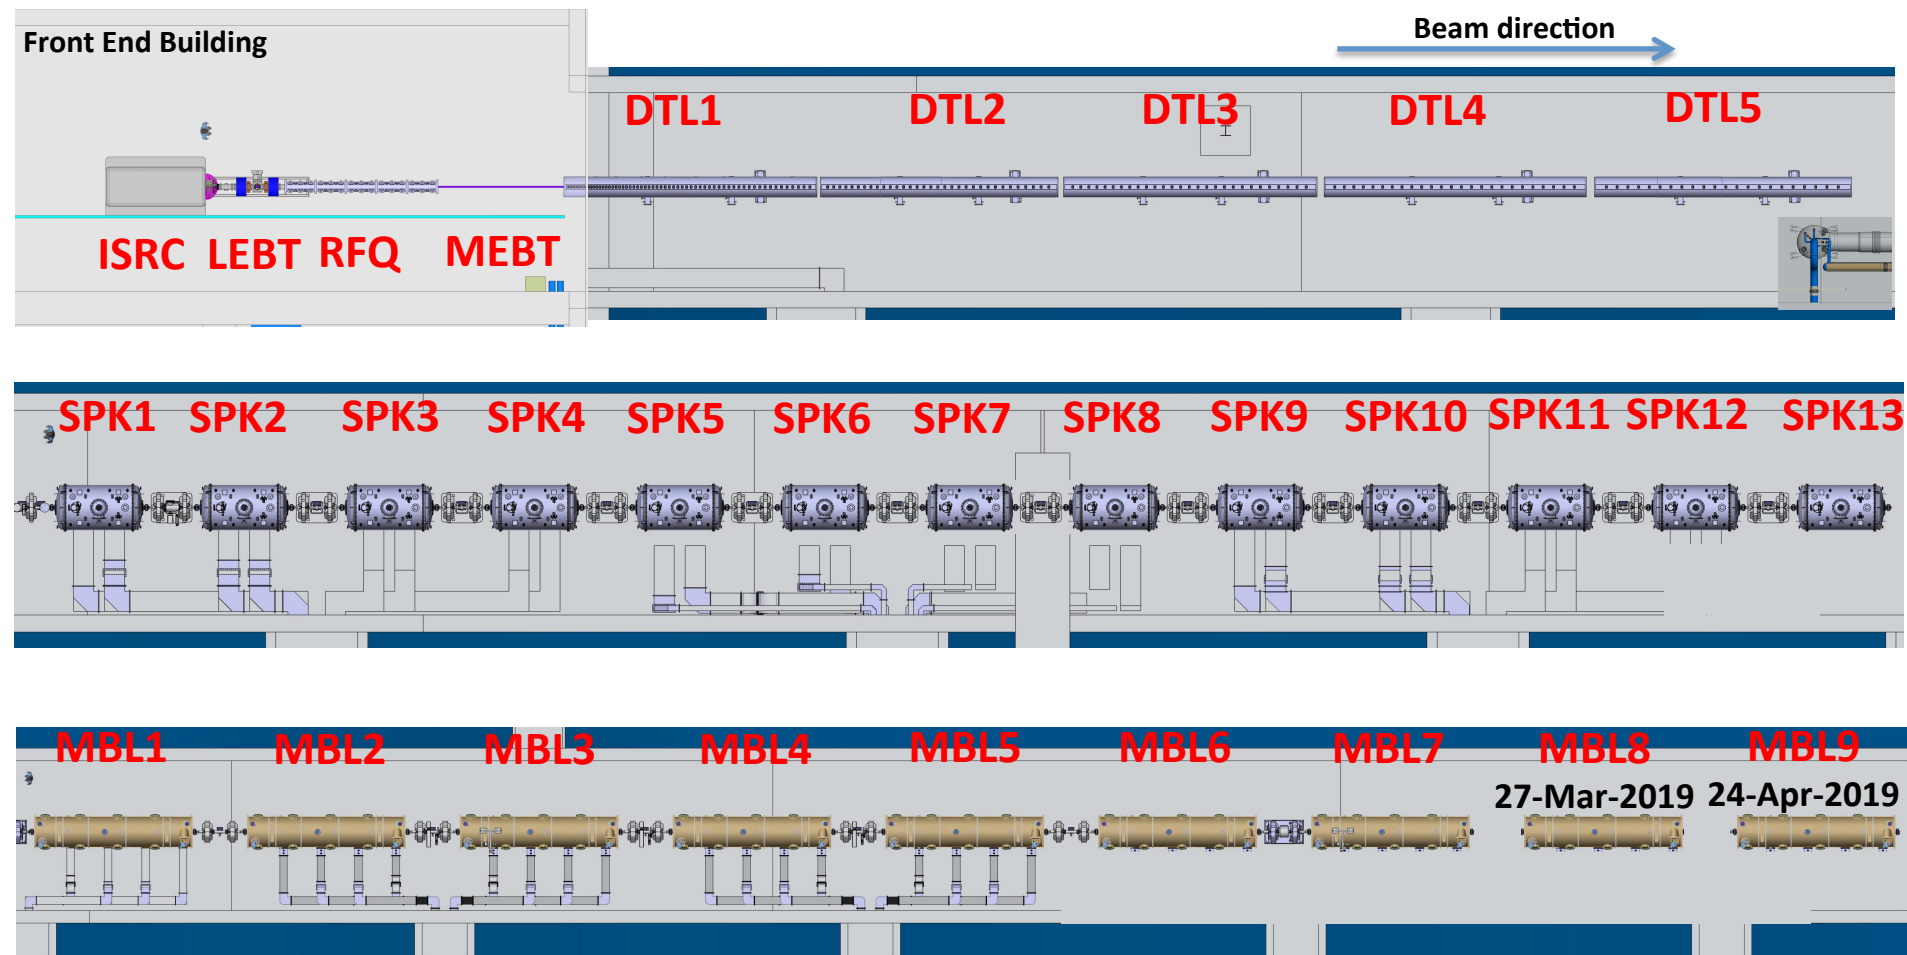 Front End Building
Beam direction
DTL1 DTL2 DTL3 DTL4 DTL5
ISRC LEBT RFQ MEBT
SPK1 SPK2 SPK3 SPK4 SPK5 SPK6 SPK7 SPK8 SPK9 SPK10 SPK11 SPK12 SPK13
MBL1 MBL2 MBL3 MBL4 MBL5 MBL6 MBL7 MBL8 MBL9
27-Mar-2019 24-Apr-2019